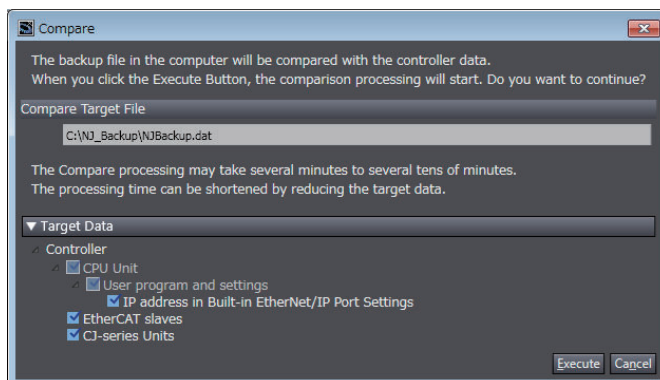 Compare
The backup file in the computer will be compared with the controller data.
When you click the Execute Button, the comparison processing will start. Do you want to continue?
Compare Target File
C:\NJ_Backup\NJBackup.dat
The Compare processing may take several minutes to several tens of minutes.
The processing time can be shortened by reducing the target data.
Target Data
Controller
CPU Unit
User program and settings
IP address in Built-in EtherNet/IP Port Settings
EtherCAT slaves
CJ-series Units
Execute Cancel